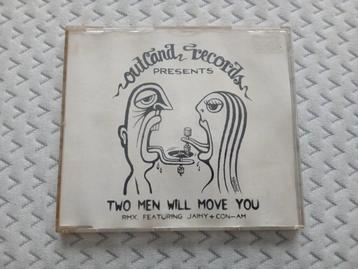 outland records
PRESENTS
TWO MEN WILL MOVE YOU
RMX. FEATURING JAIMY + CON-AM